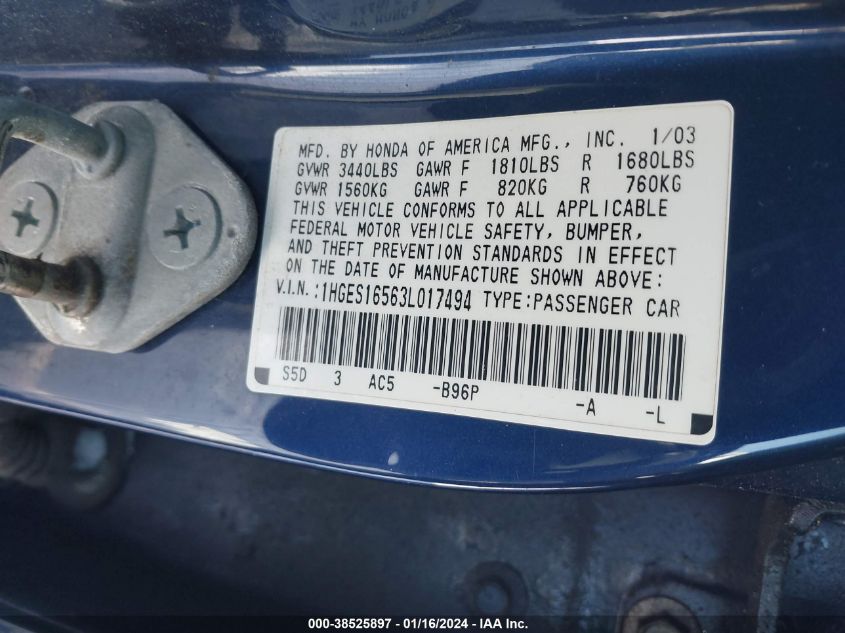 MFD. BY HONDA OF AMERICA MFG., INC. 1/03
GVWR 3440LBS GAWR F 1810LBS R 1680LBS
GVWR 1560KG GAWR F 820KG R 760KG
THIS VEHICLE CONFORMS TO ALL APPLICABLE
FEDERAL MOTOR VEHICLE SAFETY, BUMPER,
AND THEFT PREVENTION STANDARDS IN EFFECT
ON THE DATE OF MANUFACTURE SHOWN ABOVE:
V.I.N.:1HGES16563L017494 TYPE:PASSENGER CAR
S5D 3 AC5 -B96P -A -L
000-38525897 - 01/16/2024 - IAA Inc.